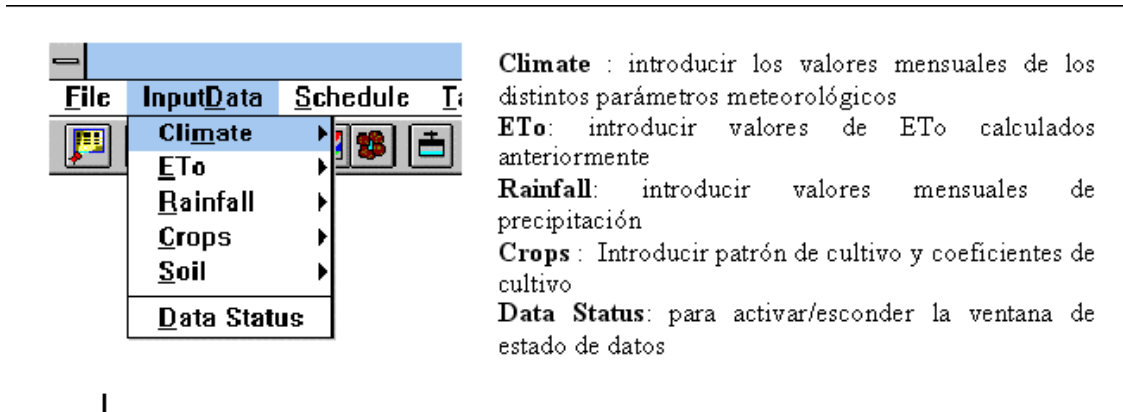 File InputData Schedule
Climate
ETo
Rainfall
Crops
Soil
Data Status
Climate : introducir los valores mensuales de los
distintos parámetros meteorológicos
ETo: introducir valores de ETo calculados
anteriormente
Rainfall: introducir valores mensuales de
precipitación
Crops : Introducir patrón de cultivo y coeficientes de
cultivo
Data Status: para activar/esconder la ventana de
estado de datos